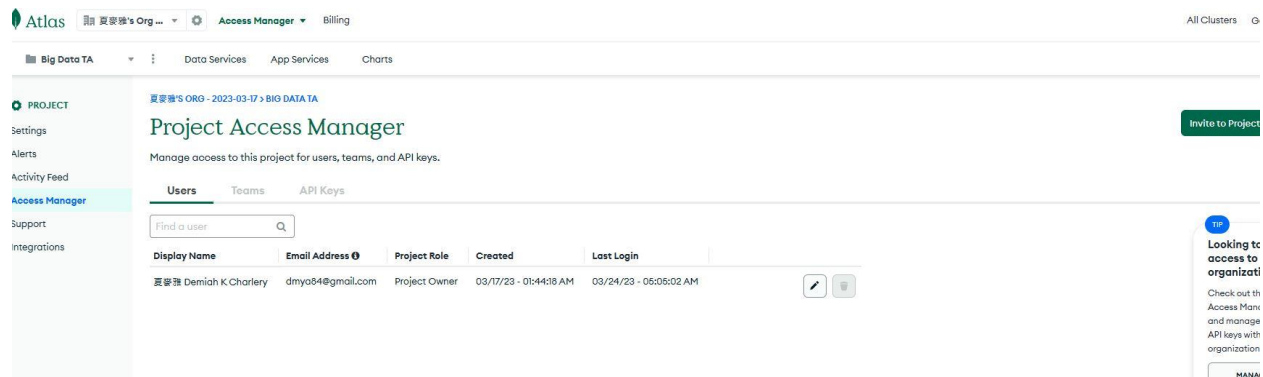 Atlas 夏麥雅's Org ... Access Manager Billing All Clusters
Big Data TA Data Services App Services Charts
PROJECT
Settings
Alerts
Activity Feed
Access Manager
Support
Integrations
夏麥雅'S ORG - 2023-03-17 > BIG DATA TA
Project Access Manager
Invite to Project
Manage access to this project for users, teams, and API keys.
Users Teams API Keys
Find a user
Display Name Email Address Project Role Created Last Login
夏麥雅 Demiah K Charlery dmya84@gmail.com Project Owner 03/17/23 - 01:44:18 AM 03/24/23 - 05:05:02 AM
TIP
Looking to
access to
organizati
Check out th
Access Mana
and manage
API keys with
organization
MANA